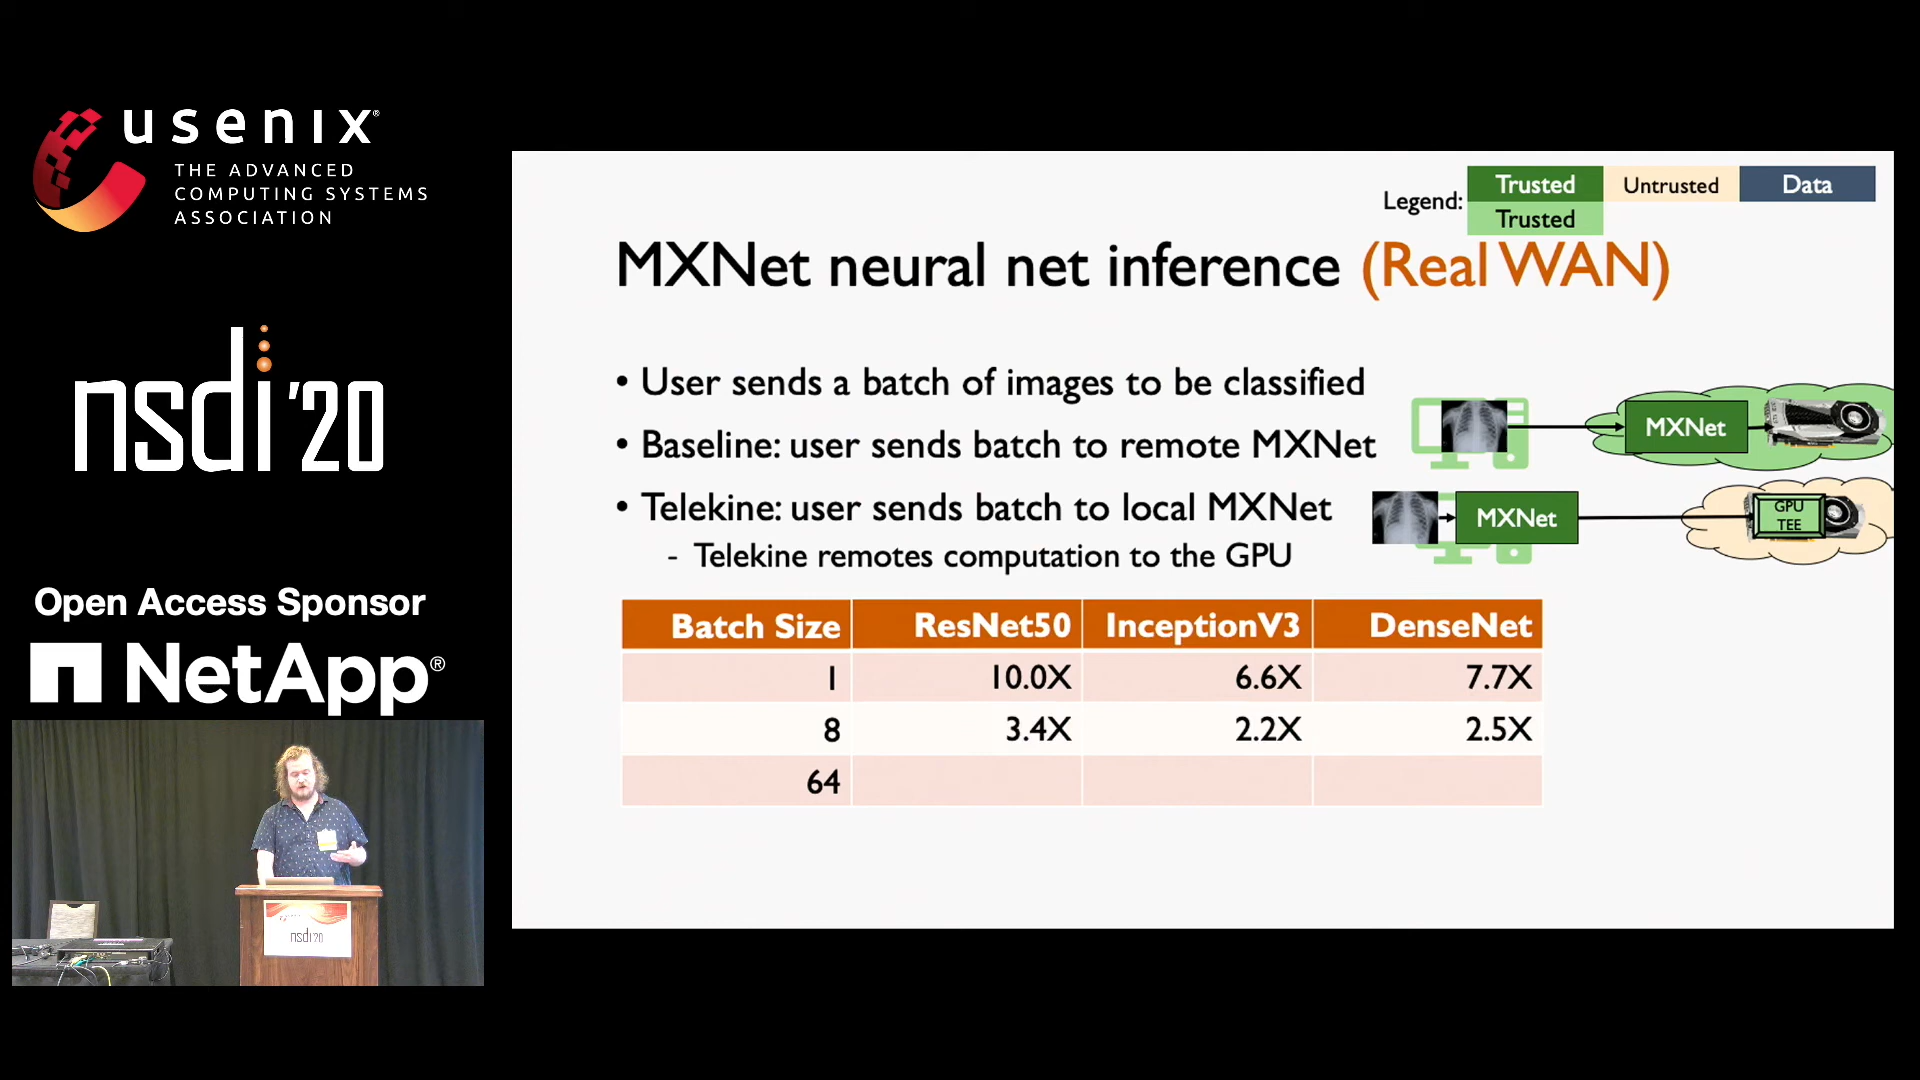 usenix®
THE ADVANCED
COMPUTING SYSTEMS
ASSOCIATION
nsdi '20
Open Access Sponsor
NetApp®
nsdi'20
Legend:
Trusted
Untrusted
Data
Trusted
MXNet neural net inference (Real WAN)
• User sends a batch of images to be classified
• Baseline: user sends batch to remote MXNet
• Telekine: user sends batch to local MXNet
- Telekine remotes computation to the GPU
MXNet
MXNet
GPU
TEE
Batch Size ResNet50 InceptionV3 DenseNet
1 10.0X 6.6X 7.7X
8 3.4X 2.2X 2.5X
64